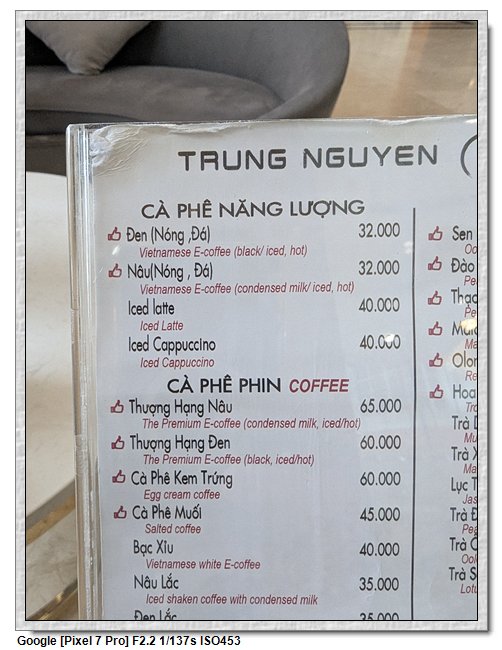 TRUNG NGUYEN
CÀ PHÊ NĂNG LƯỢNG
Đen (Nóng ,Đá) 32.000
Vietnamese E-coffee (black/ iced, hot)
Nâu(Nóng , Đá) 32.000
Vietnamese E-coffee (condensed milk/ iced, hot)
Iced latte 40.000
Iced Latte
Iced Cappuccino 40.000
Iced Cappuccino
CÀ PHÊ PHIN COFFEE
Thượng Hạng Nâu 65.000
The Premium E-coffee (condensed milk, iced/hot)
Thượng Hạng Đen 60.000
The Premium E-coffee (black, iced/hot)
Cà Phê Kem Trứng 60.000
Egg cream coffee
Cà Phê Muối 45.000
Salted coffee
Bạc Xỉu 40.000
Vietnamese white E-coffee
Nâu Lắc 35.000
Iced shaken coffee with condensed milk
Đen Lắc 35.000
Sen
Đào
Trà
Trà
Lục T
Trà
Trà
Trà S
Google [Pixel 7 Pro] F2.2 1/137s ISO453